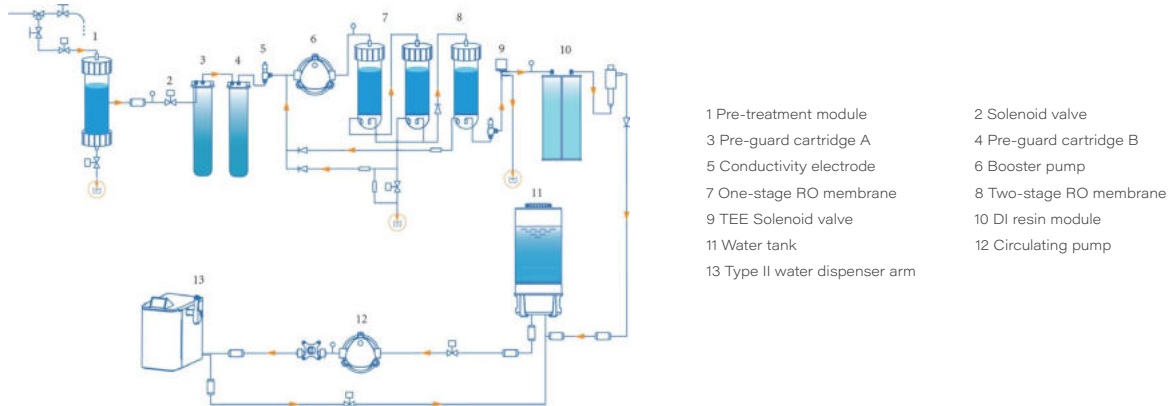 1
2
3
4
5
6
7
8
9
10
11
12
13
1 Pre-treatment module
2 Solenoid valve
3 Pre-guard cartridge A
4 Pre-guard cartridge B
5 Conductivity electrode
6 Booster pump
7 One-stage RO membrane
8 Two-stage RO membrane
9 TEE Solenoid valve
10 DI resin module
11 Water tank
12 Circulating pump
13 Type II water dispenser arm